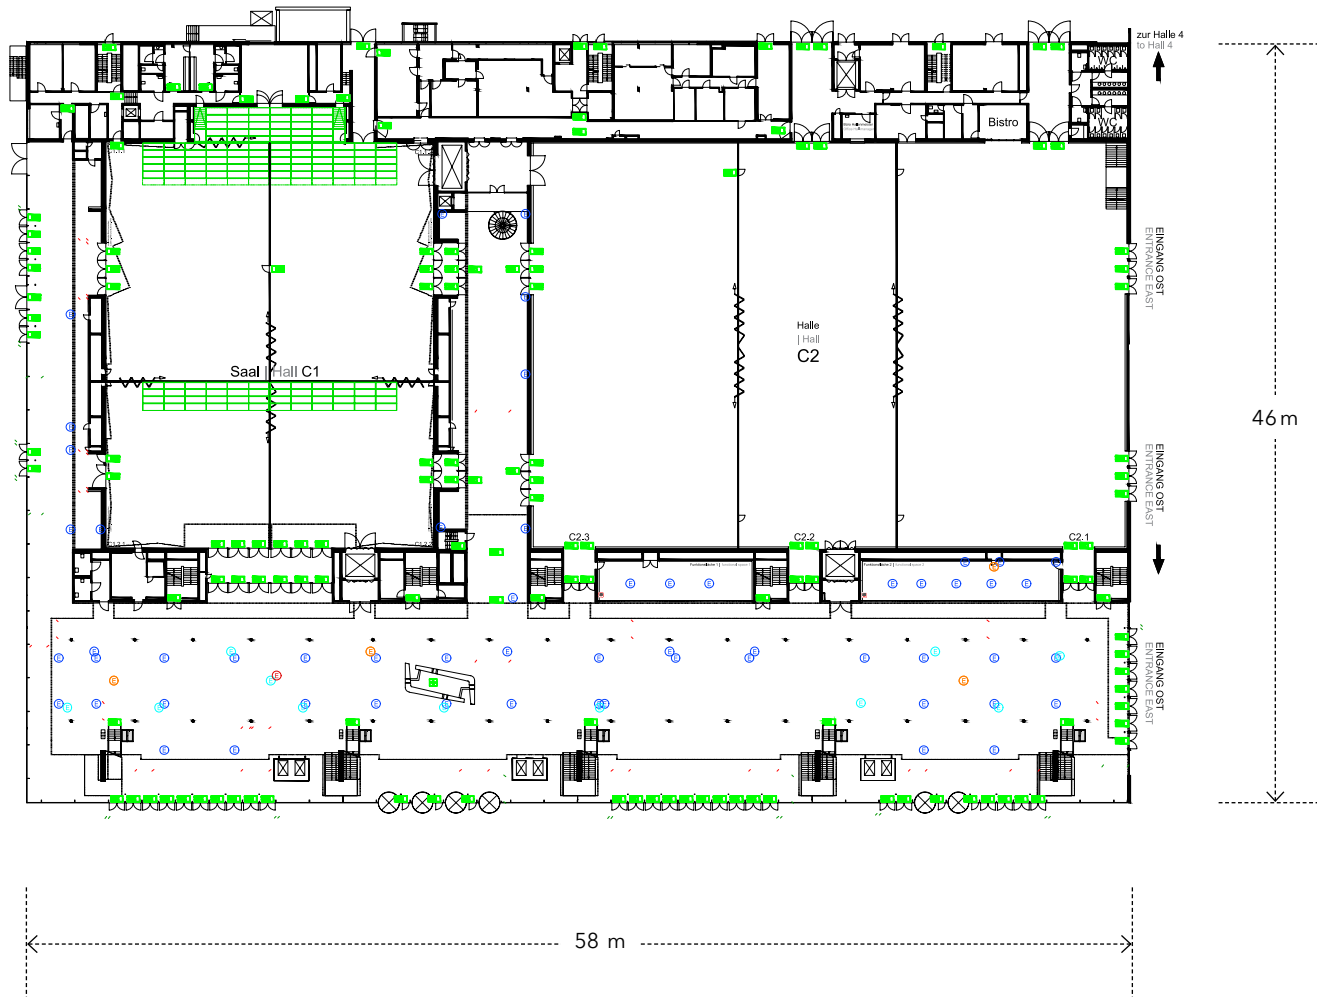 zur Halle 4
to Hall 4
WC
WC
Bistro
EINGANG OST
ENTRANCE EAST
Halle
| Hall
C2
Saal | Hall C1
46 m
EINGANG OST
ENTRANCE EAST
C2.3
C2.2
C2.1
EINGANG OST
ENTRANCE EAST
58 m